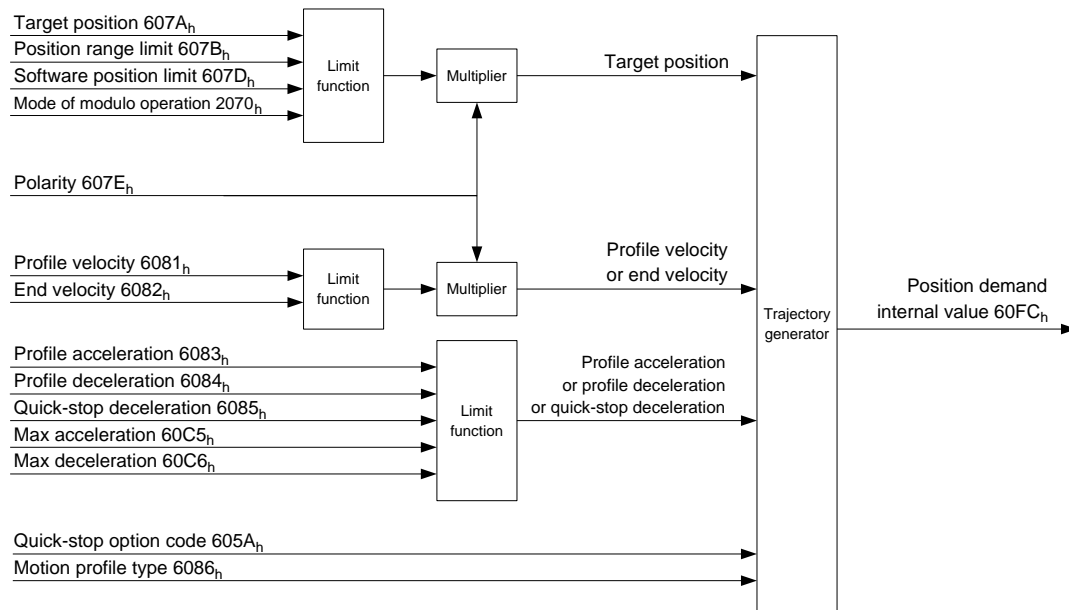 Target position 607Ah
Position range limit 607Bh
Software position limit 607Dh
Mode of modulo operation 2070h
Limit
function
Multiplier
Target position
Polarity 607Eh
Profile velocity 6081h
End velocity 6082h
Limit
function
Multiplier
Profile velocity
or end velocity
Profile acceleration 6083h
Profile deceleration 6084h
Quick-stop deceleration 6085h
Max acceleration 60C5h
Max deceleration 60C6h
Limit
function
Profile acceleration
or profile deceleration
or quick-stop deceleration
Quick-stop option code 605Ah
Motion profile type 6086h
Trajectory
generator
Position demand
internal value 60FCh